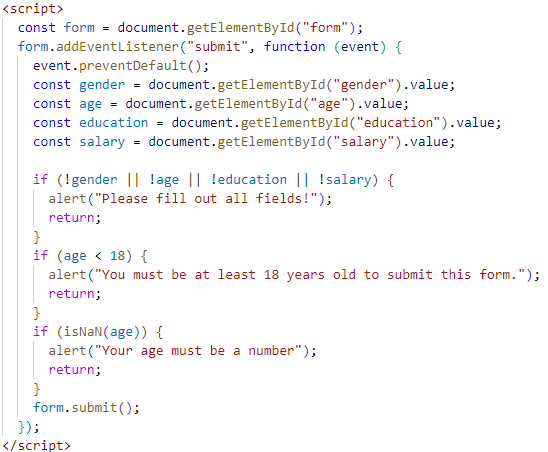 <script>
  const form = document.getElementById("form");
  form.addEventListener("submit", function (event) {
    event.preventDefault();
    const gender = document.getElementById("gender").value;
    const age = document.getElementById("age").value;
    const education = document.getElementById("education").value;
    const salary = document.getElementById("salary").value;

    if (!gender || !age || !education || !salary) {
      alert("Please fill out all fields!");
      return;
    }
    if (age < 18) {
      alert("You must be at least 18 years old to submit this form.");
      return;
    }
    if (isNaN(age)) {
      alert("Your age must be a number");
      return;
    }
    form.submit();
  });
</script>